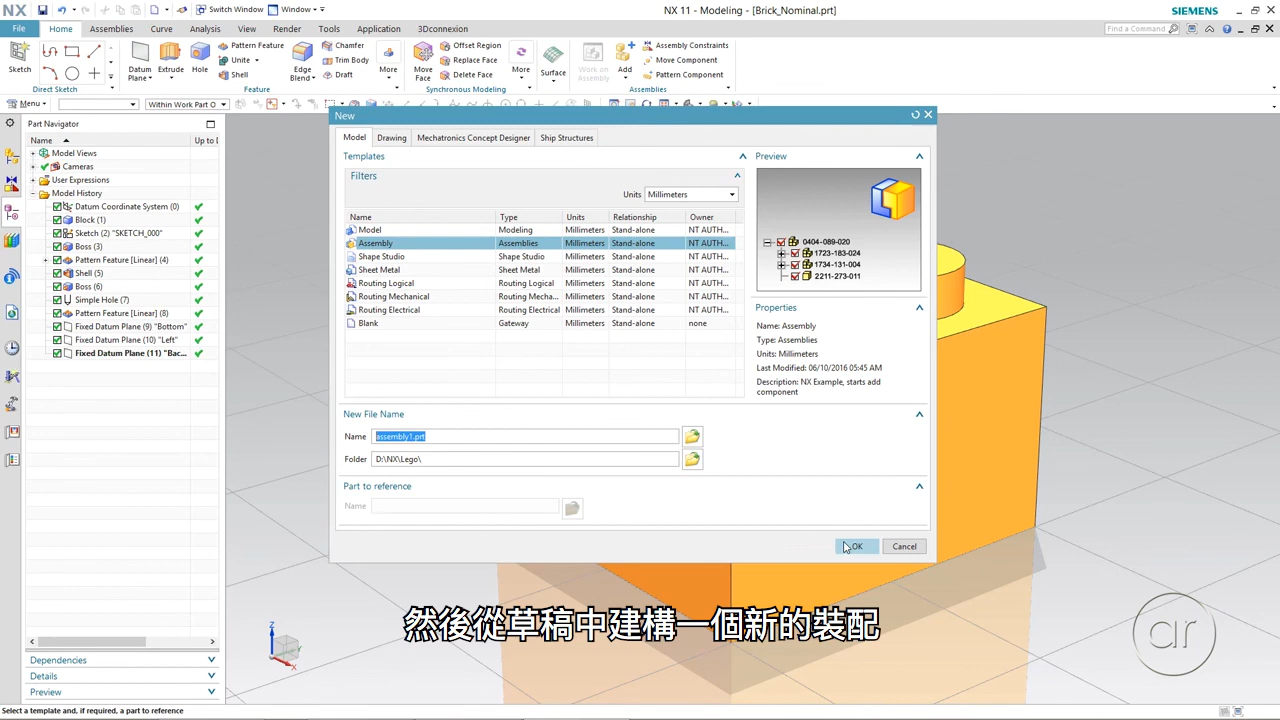 NX
Switch Window
Window
NX 11 - Modeling - [Brick_Nominal.prt]
SIEMENS
File
Home
Assemblies
Curve
Analysis
View
Render
Tools
Application
3Dconnexion
Find a Command
Sketch
Direct Sketch
Datum Plane
Extrude
Hole
Pattern Feature
Unite
Shell
Edge Blend
Chamfer
Trim Body
Draft
More
Feature
Move Face
Offset Region
Replace Face
Delete Face
More
Synchronous Modeling
Surface
Work on Assembly
Add
Assembly Constraints
Move Component
Pattern Component
Assemblies
Menu
Within Work Part O
Part Navigator
Name
Up to D
Model Views
Cameras
User Expressions
Model History
Datum Coordinate System (0)
Block (1)
Sketch (2) "SKETCH_000"
Boss (3)
Pattern Feature [Linear] (4)
Shell (5)
Boss (6)
Simple Hole (7)
Pattern Feature [Linear] (8)
Fixed Datum Plane (9) "Bottom"
Fixed Datum Plane (10) "Left"
Fixed Datum Plane (11) "Bac...
Dependencies
Details
Preview
New
Model
Drawing
Mechatronics Concept Designer
Ship Structures
Templates
Filters
Units
Millimeters
Name Type Units Relationship Owner
Model Modeling Millimeters Stand-alone NT AUTH...
Assembly Assemblies Millimeters Stand-alone NT AUTH...
Shape Studio Shape Studio Millimeters Stand-alone NT AUTH...
Sheet Metal Sheet Metal Millimeters Stand-alone NT AUTH...
Routing Logical Routing Logical Millimeters Stand-alone NT AUTH...
Routing Mechanical Routing Mecha... Millimeters Stand-alone NT AUTH...
Routing Electrical Routing Electrical Millimeters Stand-alone NT AUTH...
Blank Gateway Millimeters Stand-alone none
Preview
0404-089-020
1723-183-024
1734-131-004
2211-273-011
Properties
Name: Assembly
Type: Assemblies
Units: Millimeters
Last Modified: 06/10/2016 05:45 AM
Description: NX Example, starts add
component
New File Name
Name
assembly1.prt
Folder
D:\NX\Lego\
Part to reference
Name
OK
Cancel
然後從草稿中建構一個新的裝配
Z
X
ar
Select a template and, if required, a part to reference